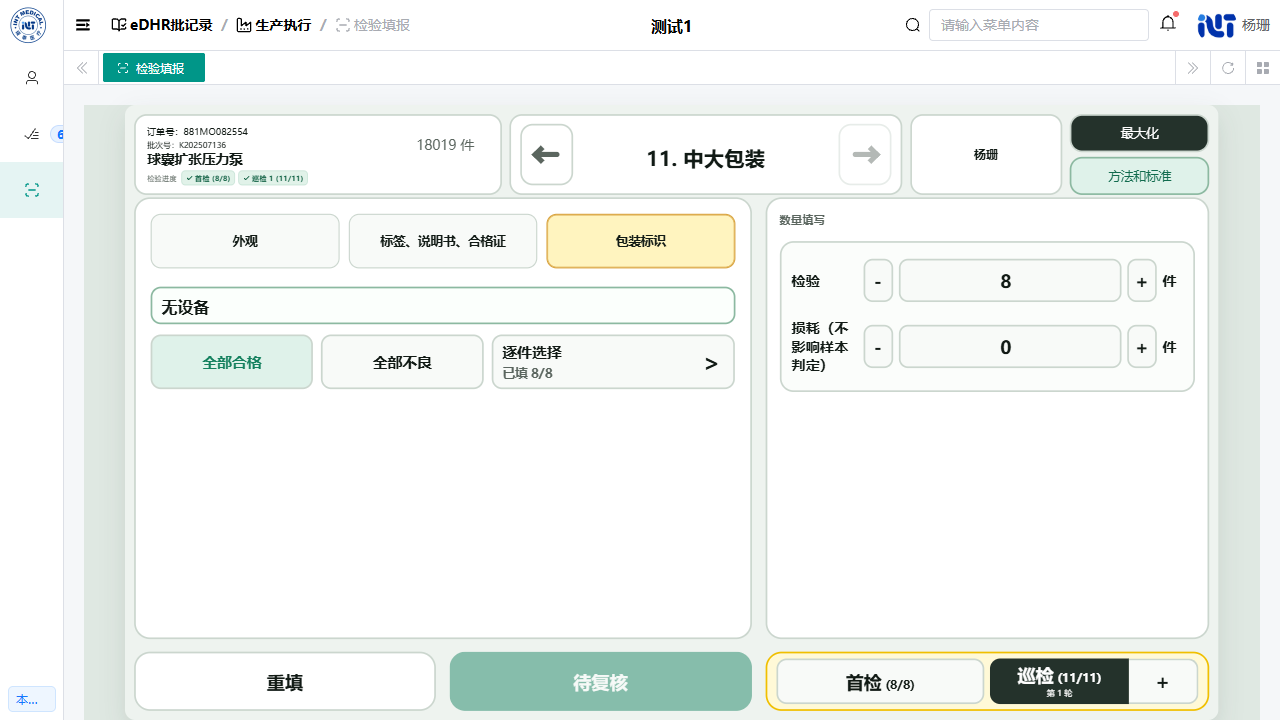 eDHR批记录 / 生产执行 / 检验填报
测试1
请输入菜单内容
杨珊
检验填报
6
本...
订单号：881MO082554
批次号：K202507136
球囊扩张压力泵
检验进度 ✓ 首检 (8/8) ✓ 巡检 1 (11/11)
18019 件
11. 中大包装
杨珊
最大化
方法和标准
外观
标签、说明书、合格证
包装标识
无设备
全部合格
全部不良
逐件选择
已填 8/8
>
数量填写
检验 - 8 + 件
损耗（不影响样本判定） - 0 + 件
重填
待复核
首检 (8/8)
巡检 (11/11)
第 1 轮
+